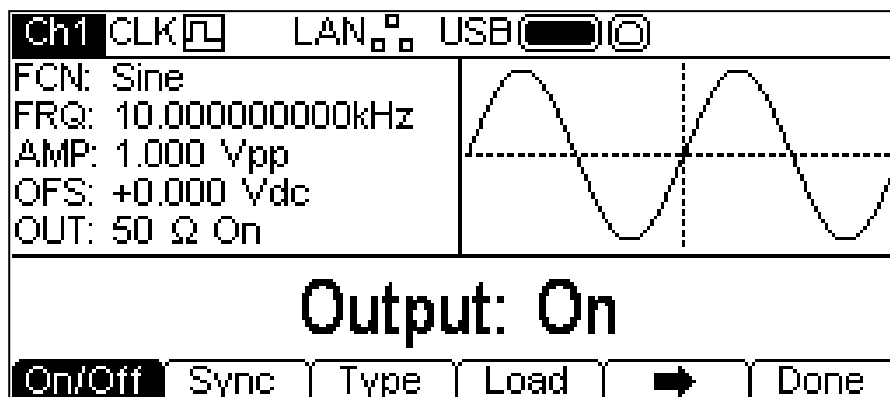 Ch1 CLK LAN USB
FCN: Sine
FRQ: 10.000000000kHz
AMP: 1.000 Vpp
OFS: +0.000 Vdc
OUT: 50 Ω On
Output: On
On/Off Sync Type Load Done